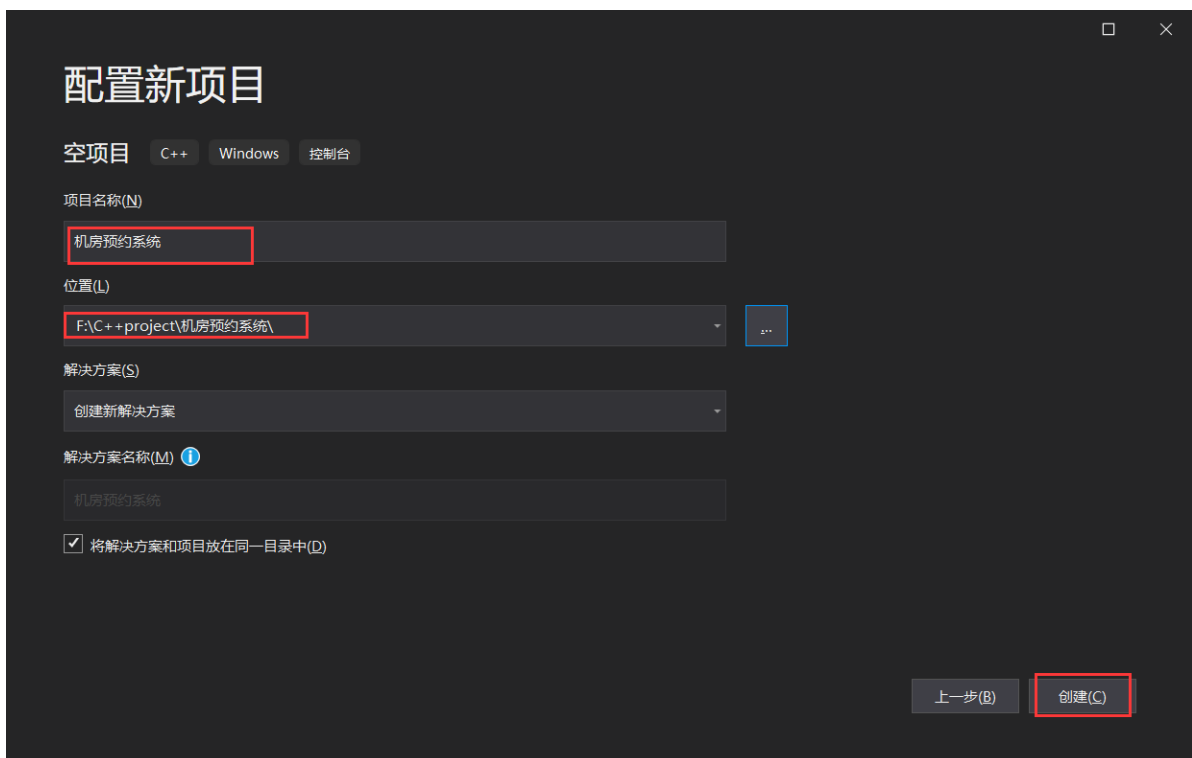 配置新项目
空项目 C++ Windows 控制台
项目名称(N)
机房预约系统
位置(L)
F:\C++project\机房预约系统\
...
解决方案(S)
创建新解决方案
解决方案名称(M)
机房预约系统
将解决方案和项目放在同一目录中(D)
上一步(B) 创建(C)